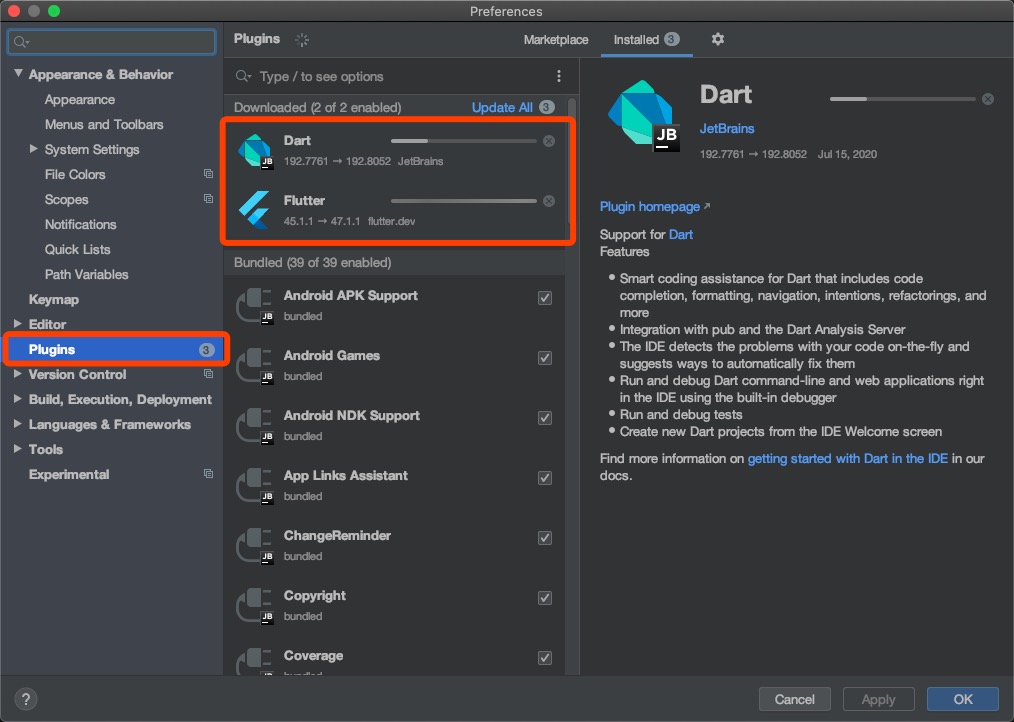 Preferences
Appearance & Behavior
Appearance
Menus and Toolbars
System Settings
File Colors
Scopes
Notifications
Quick Lists
Path Variables
Keymap
Editor
Plugins 3
Version Control
Build, Execution, Deployment
Languages & Frameworks
Tools
Experimental
Plugins
Marketplace
Installed 3
Type / to see options
Downloaded (2 of 2 enabled) Update All 3
Dart
JB
192.7761 → 192.8052 JetBrains
Flutter
45.1.1 → 47.1.1 flutter.dev
Bundled (39 of 39 enabled)
Android APK Support
JB bundled
Android Games
JB bundled
Android NDK Support
JB bundled
App Links Assistant
JB bundled
ChangeReminder
JB bundled
Copyright
JB bundled
Coverage
JB bundled
Dart
JB
JetBrains
192.7761 → 192.8052 Jul 15, 2020
Plugin homepage ↗
Support for Dart
Features
• Smart coding assistance for Dart that includes code
completion, formatting, navigation, intentions, refactorings, and
more
• Integration with pub and the Dart Analysis Server
• The IDE detects the problems with your code on-the-fly and
suggests ways to automatically fix them
• Run and debug Dart command-line and web applications right
in the IDE using the built-in debugger
• Run and debug tests
• Create new Dart projects from the IDE Welcome screen
Find more information on getting started with Dart in the IDE in our
docs.
?
Cancel
Apply
OK